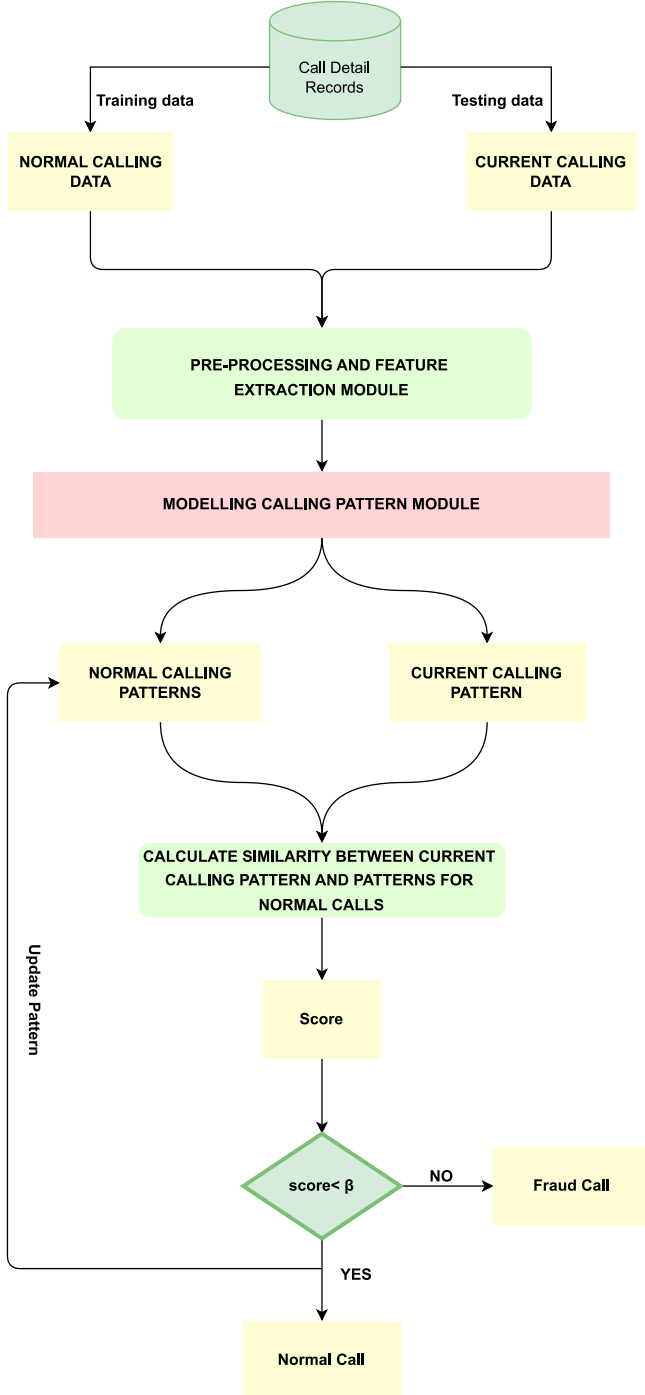 Call Detail
Records
Training data
Testing data
NORMAL CALLING
DATA
CURRENT CALLING
DATA
PRE-PROCESSING AND FEATURE
EXTRACTION MODULE
MODELLING CALLING PATTERN MODULE
NORMAL CALLING
PATTERNS
CURRENT CALLING
PATTERN
CALCULATE SIMILARITY BETWEEN CURRENT
CALLING PATTERN AND PATTERNS FOR
NORMAL CALLS
Update Pattern
Score
score< β
NO
Fraud Call
YES
Normal Call